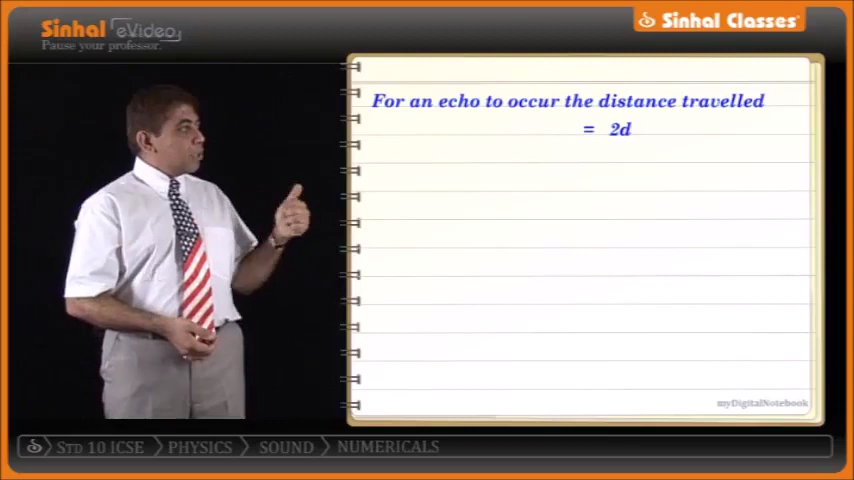 Sinhal eVideo
Pause your professor.
Sinhal Classes
For an echo to occur the distance travelled
= 2d
myDigitalNotebook
STD 10 ICSE PHYSICS SOUND NUMERICALS